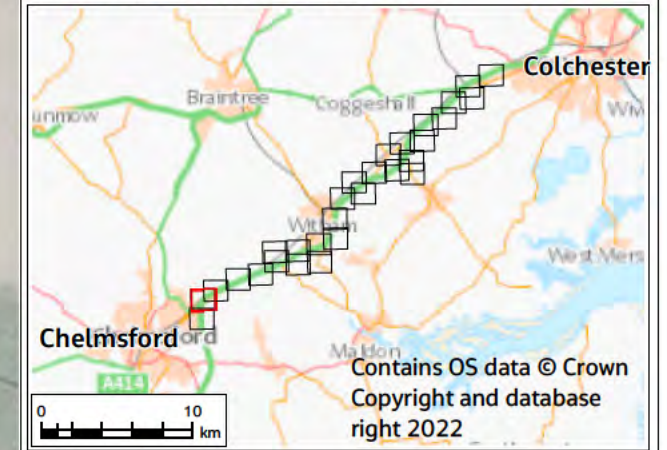 Colchester
Braintree
Coggeshall
unmow
Witham
West Mers
Chelmsford
Maldon
A414
Contains OS data © Crown
Copyright and database
right 2022
0 10
km